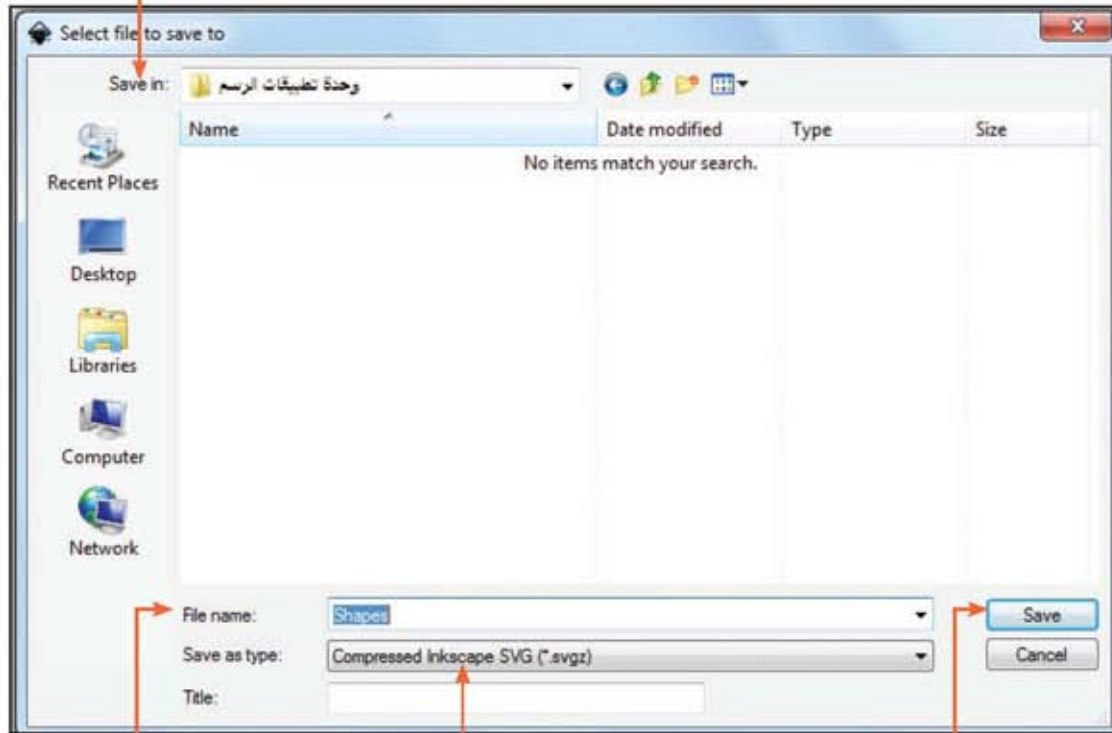 Select file to save to
Save in: وحدة تطبيقات الرسم
Name Date modified Type Size
No items match your search.
Recent Places
Desktop
Libraries
Computer
Network
File name: Shapes Save
Save as type: Compressed Inkscape SVG (*.svgz) Cancel
Title: